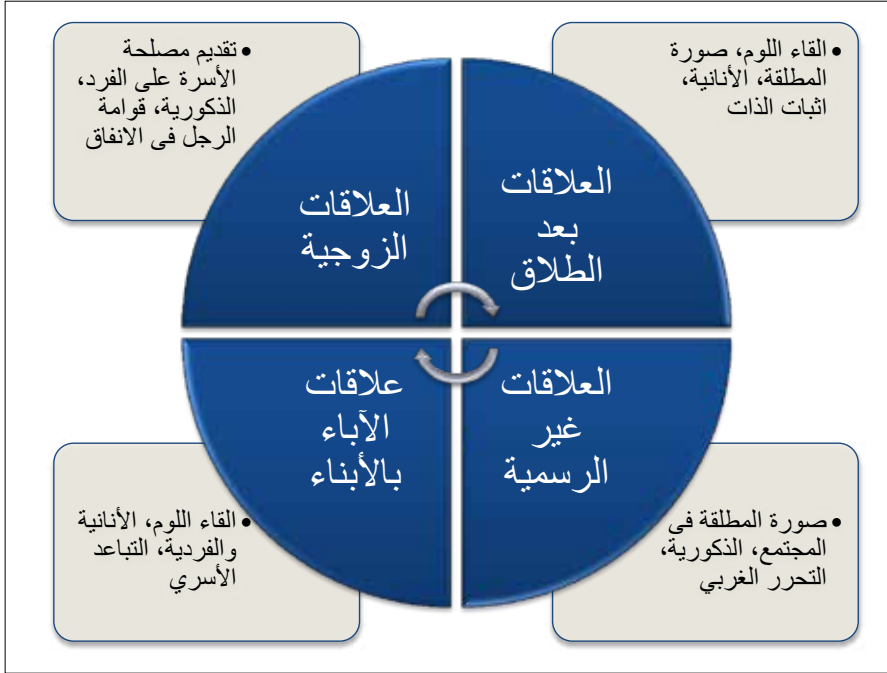 القاء اللوم، صورة
المطلقة، الأنانية،
اثبات الذات
تقديم مصلحة
الأسرة على الفرد،
الذكورية، قوامة
الرجل فى الانفاق
العلاقات
بعد
الطلاق
العلاقات
الزوجية
العلاقات
غير
الرسمية
علاقات
الآباء
بالأبناء
صورة المطلقة فى
المجتمع، الذكورية،
التحرر الغربي
القاء اللوم، الأنانية
والفردية، التباعد
الأسري